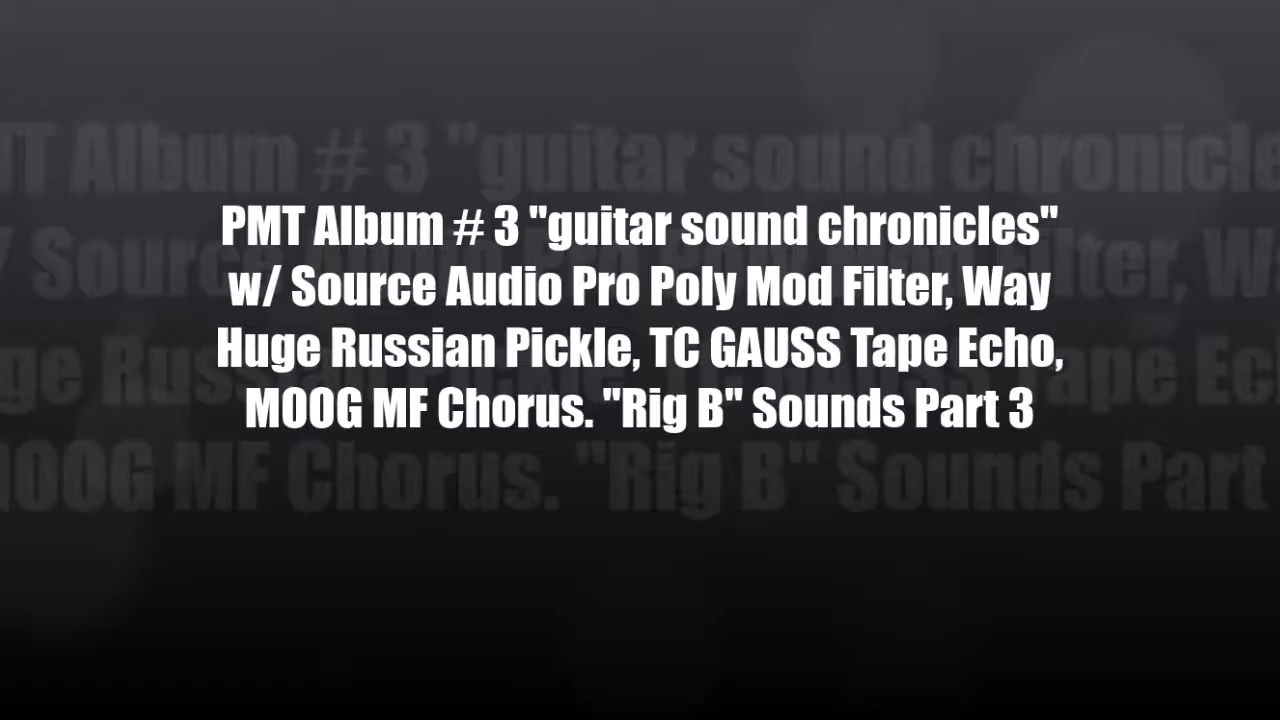 PMT Album # 3 "guitar sound chronicles"
w/ Source Audio Pro Poly Mod Filter, Way
Huge Russian Pickle, TC GAUSS Tape Echo,
MOOG MF Chorus. "Rig B" Sounds Part 3